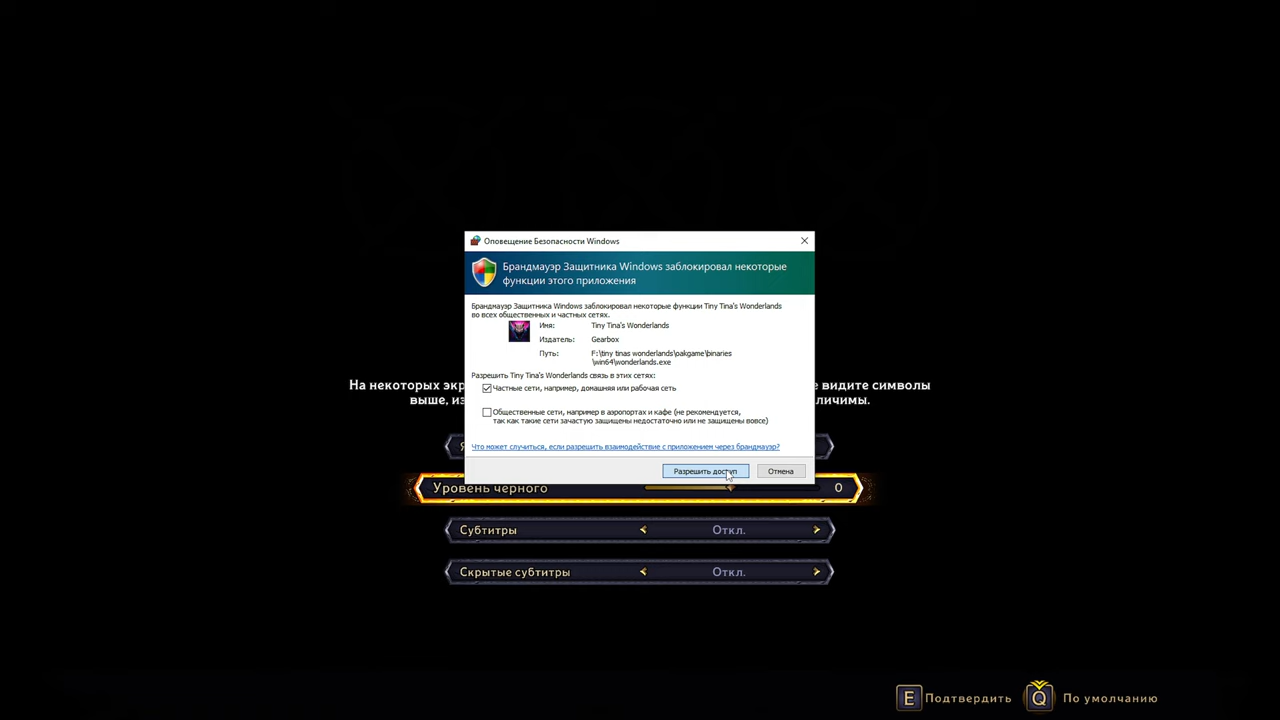 Оповещение Безопасности Windows
Брандмауэр Защитника Windows заблокировал некоторые
функции этого приложения
Брандмауэр Защитника Windows заблокировал некоторые функции Tiny Tina's Wonderlands
во всех общественных и частных сетях.
Имя: Tiny Tina's Wonderlands
Издатель: Gearbox
Путь: F:\tiny tinas wonderlands\oakgame\binaries
\win64\wonderlands.exe
Разрешить Tiny Tina's Wonderlands связь в этих сетях:
Частные сети, например, домашняя или рабочая сеть
Общественные сети, например в аэропортах и кафе (не рекомендуется,
так как такие сети зачастую защищены недостаточно или не защищены вовсе)
Что может случиться, если разрешить взаимодействие с приложением через брандмауэр?
Разрешить доступ Отмена
На некоторых видите символы
выше,
Уровень черного 0
Субтитры Откл.
Скрытые субтитры Откл.
E Подтвердить Q По умолчанию